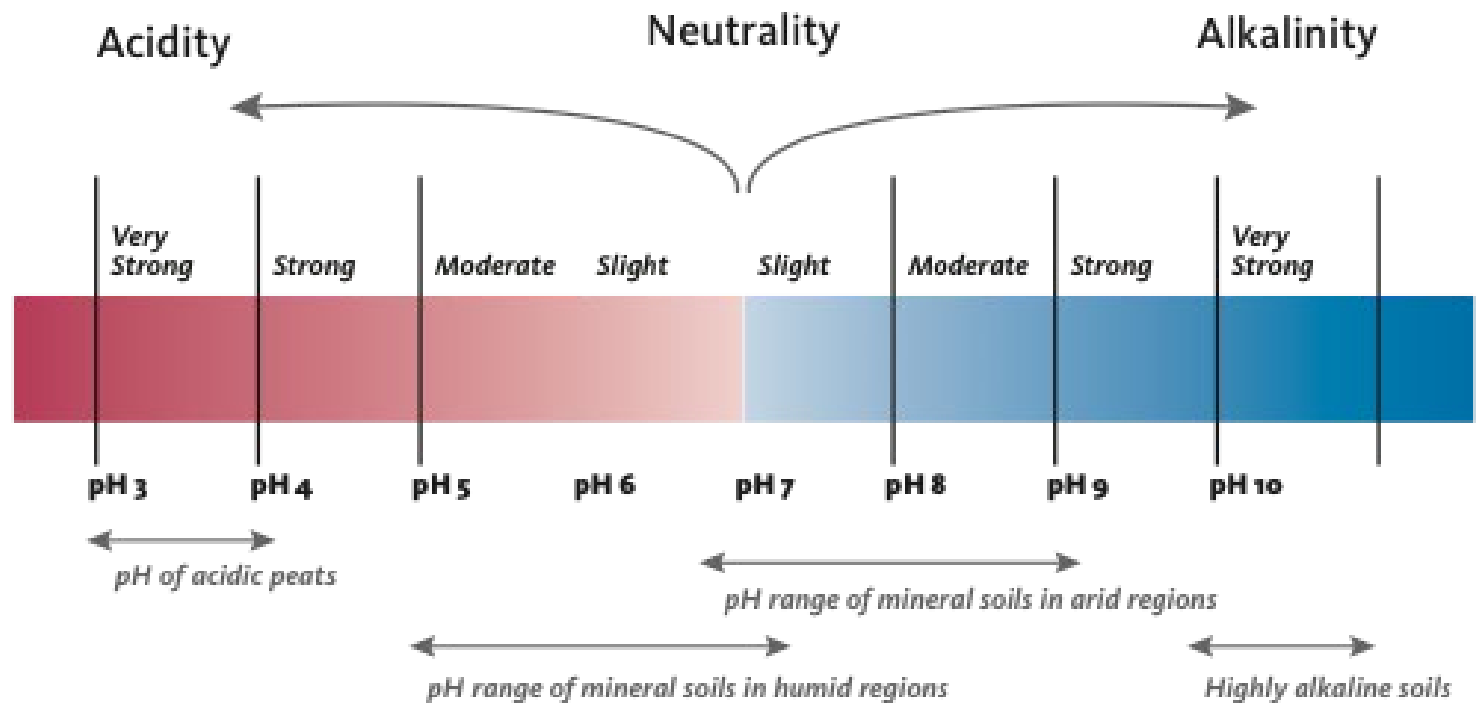 Acidity Neutrality Alkalinity
Very Strong Strong Moderate Slight Slight Moderate Strong Very Strong
pH 3 pH 4 pH 5 pH 6 pH 7 pH 8 pH 9 pH 10
pH of acidic peats
pH range of mineral soils in arid regions
pH range of mineral soils in humid regions Highly alkaline soils